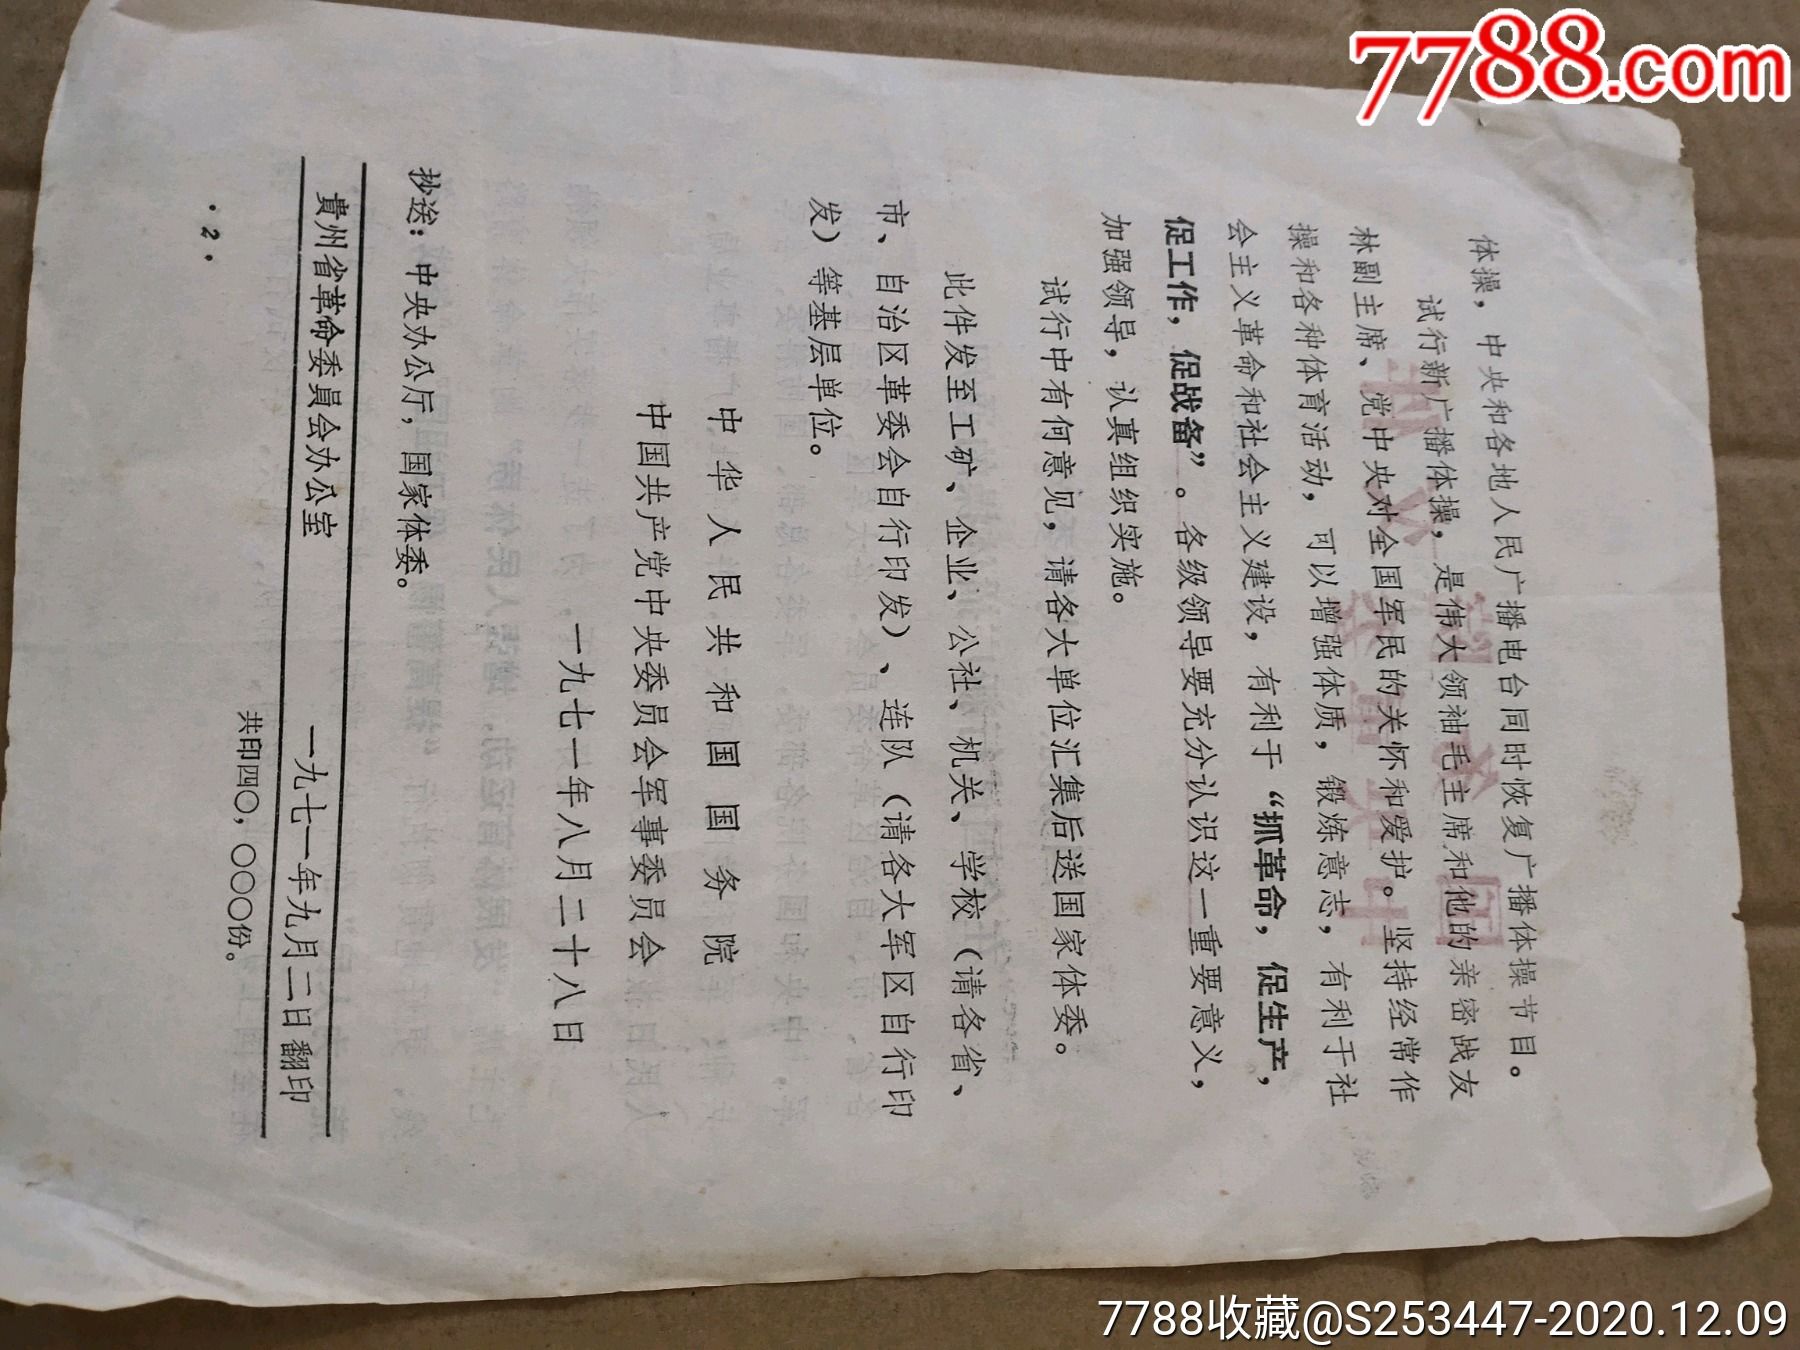 7788.com
体操，中央和各地人民广播电台同时恢复广播体操节目。
试行新广播体操，是伟大领袖毛主席和他的亲密战友
林副主席、党中央对全国军民的关怀和爱护。坚持经常作
操和各种体育活动，可以增强体质，锻炼意志，有利于社
会主义革命和社会主义建设，有利于“抓革命，促生产，
促工作，促战备”。各级领导要充分认识这一重要意义，
加强领导，认真组织实施。
试行中有何意见，请各大单位汇集后送国家体委。
此件发至工矿、企业、公社、机关、学校（请各省、
市、自治区革委会自行印发）、连队（请各大军区自行印
发）等基层单位。
中华人民共和国国务院
中国共产党中央委员会军事委员会
一九七一年八月二十八日
抄送：中央办公厅，国家体委。
貴州省革命委員会办公室 一九七一年九月二日翻印
共印四〇，〇〇〇份。
·2·
7788收藏@S253447-2020.12.09